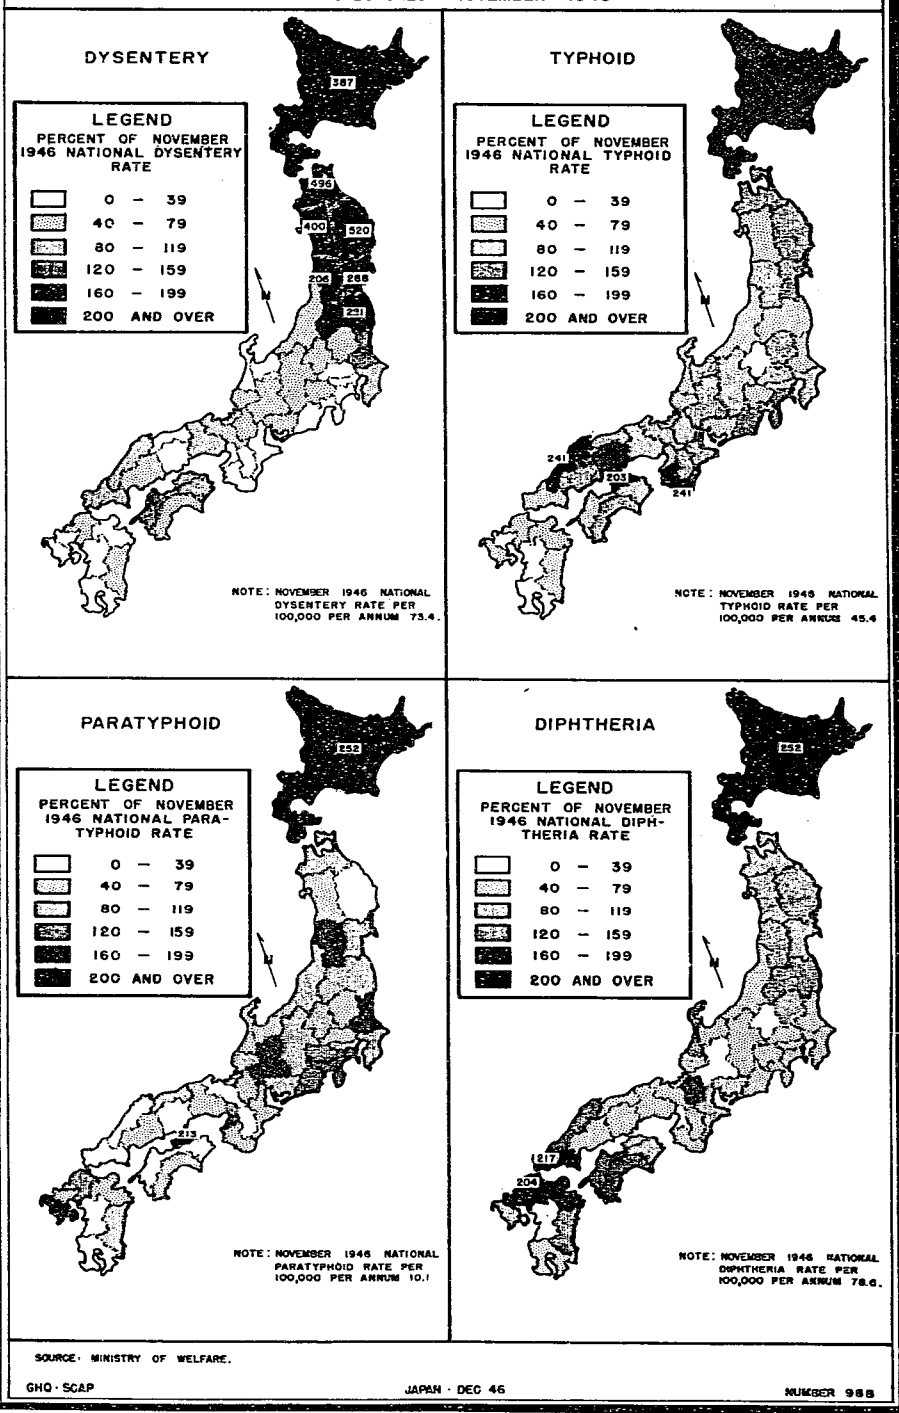 DYSENTERY
387
LEGEND
PERCENT OF NOVEMBER
1946 NATIONAL DYSENTERY
RATE
0 - 39
40 - 79
80 - 119
120 - 159
160 - 199
200 AND OVER
496
400
520
206
268
231
N
NOTE: NOVEMBER 1946 NATIONAL
DYSENTERY RATE PER
100,000 PER ANNUM 73.4.
TYPHOID
LEGEND
PERCENT OF NOVEMBER
1946 NATIONAL TYPHOID
RATE
0 - 39
40 - 79
80 - 119
120 - 159
160 - 199
200 AND OVER
N
241
203
241
NOTE: NOVEMBER 1946 NATIONAL
TYPHOID RATE PER
100,000 PER ANNUM 45.4
PARATYPHOID
252
LEGEND
PERCENT OF NOVEMBER
1946 NATIONAL PARA-
TYPHOID RATE
0 - 39
40 - 79
80 - 119
120 - 159
160 - 199
200 AND OVER
N
213
NOTE: NOVEMBER 1946 NATIONAL
PARATYPHOID RATE PER
100,000 PER ANNUM 10.1
DIPHTHERIA
252
LEGEND
PERCENT OF NOVEMBER
1946 NATIONAL DIPH-
THERIA RATE
0 - 39
40 - 79
80 - 119
120 - 159
160 - 199
200 AND OVER
N
217
204
NOTE: NOVEMBER 1946 NATIONAL
DIPHTHERIA RATE PER
100,000 PER ANNUM 78.6.
SOURCE: MINISTRY OF WELFARE.
GHQ-SCAP
JAPAN - DEC 46
NUMBER 988